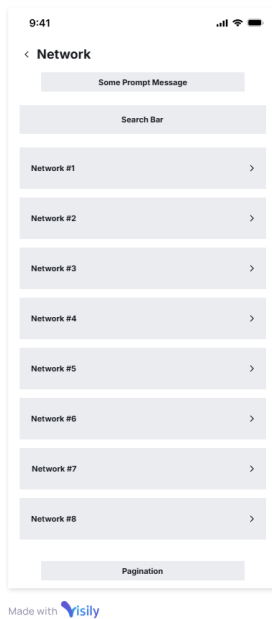 9:41
Network
Some Prompt Message
Search Bar
Network #1
Network #2
Network #3
Network #4
Network #5
Network #6
Network #7
Network #8
Pagination
Made with Visily